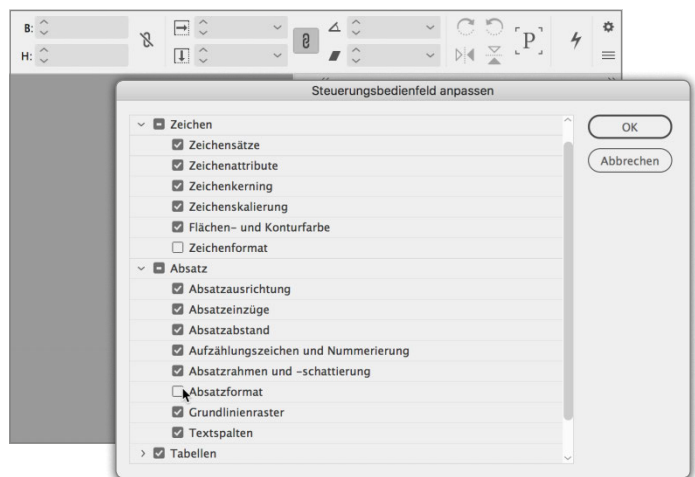 B:
H:
P
Steuerungsbedienfeld anpassen
Zeichen
Zeichensätze
Zeichenattribute
Zeichenkerning
Zeichenskalierung
Flächen- und Konturfarbe
Zeichenformat
Absatz
Absatzausrichtung
Absatzeinzüge
Absatzabstand
Aufzählungszeichen und Nummerierung
Absatzrahmen und -schattierung
Absatzformat
Grundlinienraster
Textspalten
Tabellen
OK
Abbrechen